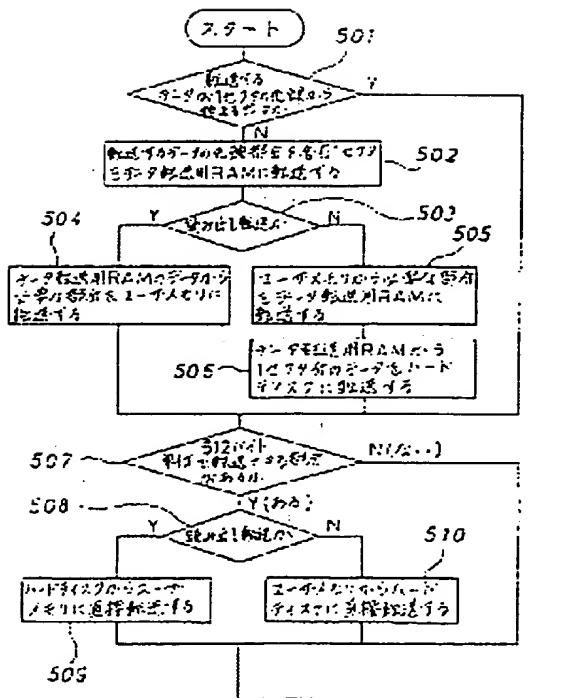 スタート
501
転送する
データが1セクタの先頭から
Y
N
転送するデータの先頭部を含むセクタ
をデータ転送用RAMに転送する
502
503
504
Y
読み出し転送か
N
505
データ転送用RAMのデータから
必要な部分をユーザメモリに
転送する
ユーザメモリから必要な部分
をデータ転送用RAMに
転送する
506
データ転送用RAMから
1セクタ分のデータをハード
ディスクに転送する
507
512バイト
単位で転送できる部分
があるか
N(ない)
Y(ある)
508
Y
読み出し転送か
N
510
ハードディスクからユーザ
メモリに直接転送する
ユーザメモリからハード
ディスクに直接転送する
509